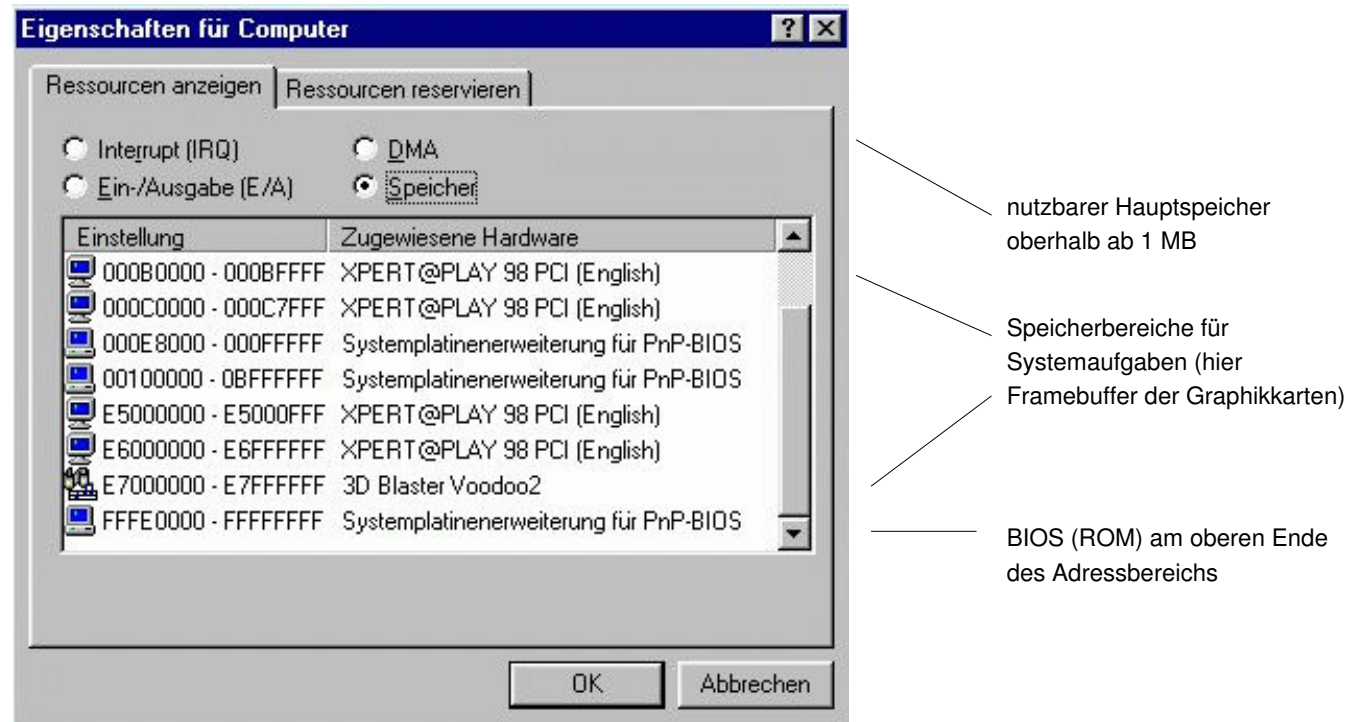 Eigenschaften für Computer
Ressourcen anzeigen Ressourcen reservieren
Interrupt (IRQ) DMA
Ein-/Ausgabe (E/A) Speicher
Einstellung Zugewiesene Hardware
000B0000 - 000BFFFF XPERT@PLAY 98 PCI (English)
000C0000 - 000C7FFF XPERT@PLAY 98 PCI (English)
000E8000 - 000FFFFF Systemplatinenerweiterung für PnP-BIOS
00100000 - 0BFFFFFF Systemplatinenerweiterung für PnP-BIOS
E5000000 - E5000FFF XPERT@PLAY 98 PCI (English)
E6000000 - E6FFFFFF XPERT@PLAY 98 PCI (English)
E7000000 - E7FFFFFF 3D Blaster Voodoo2
FFFE0000 - FFFFFFFF Systemplatinenerweiterung für PnP-BIOS
OK Abbrechen
nutzbarer Hauptspeicher
oberhalb ab 1 MB
Speicherbereiche für
Systemaufgaben (hier
Framebuffer der Graphikkarten)
BIOS (ROM) am oberen Ende
des Adressbereichs